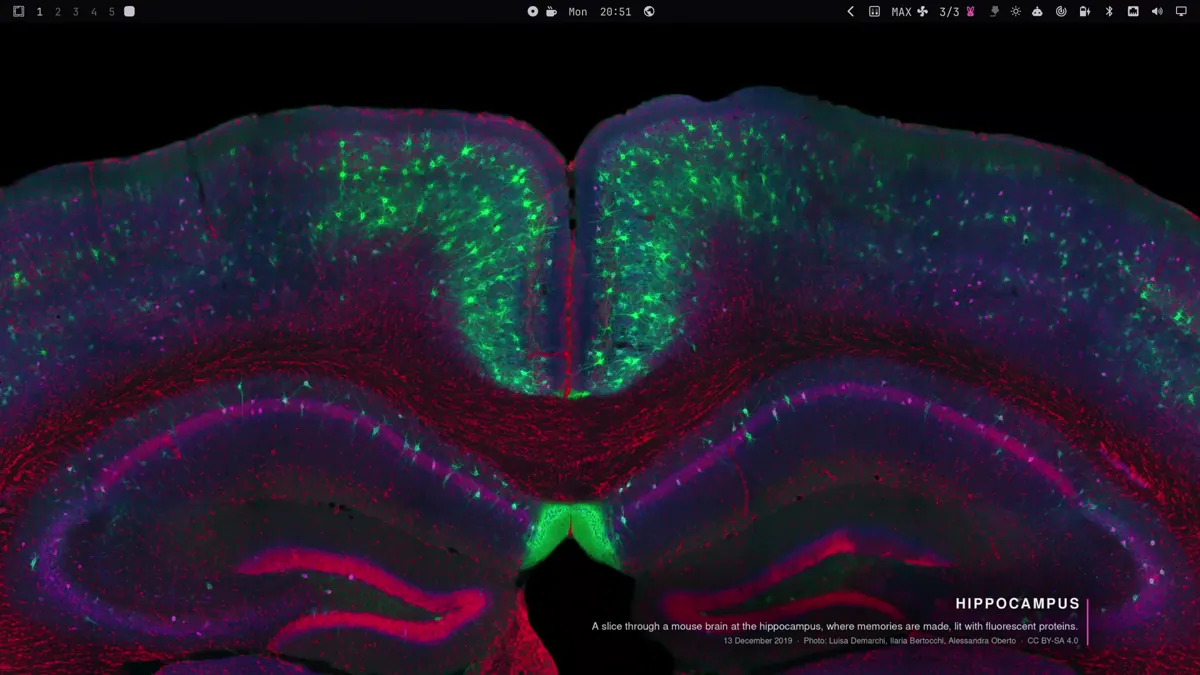 1 2 3 4 5
Mon 20:51
MAX 3/3
HIPPOCAMPUS
A slice through a mouse brain at the hippocampus, where memories are made, lit with fluorescent proteins.
13 December 2019 · Photo: Luisa Demarchi, Ilaria Bertocchi, Alessandra Oberto · CC BY-SA 4.0